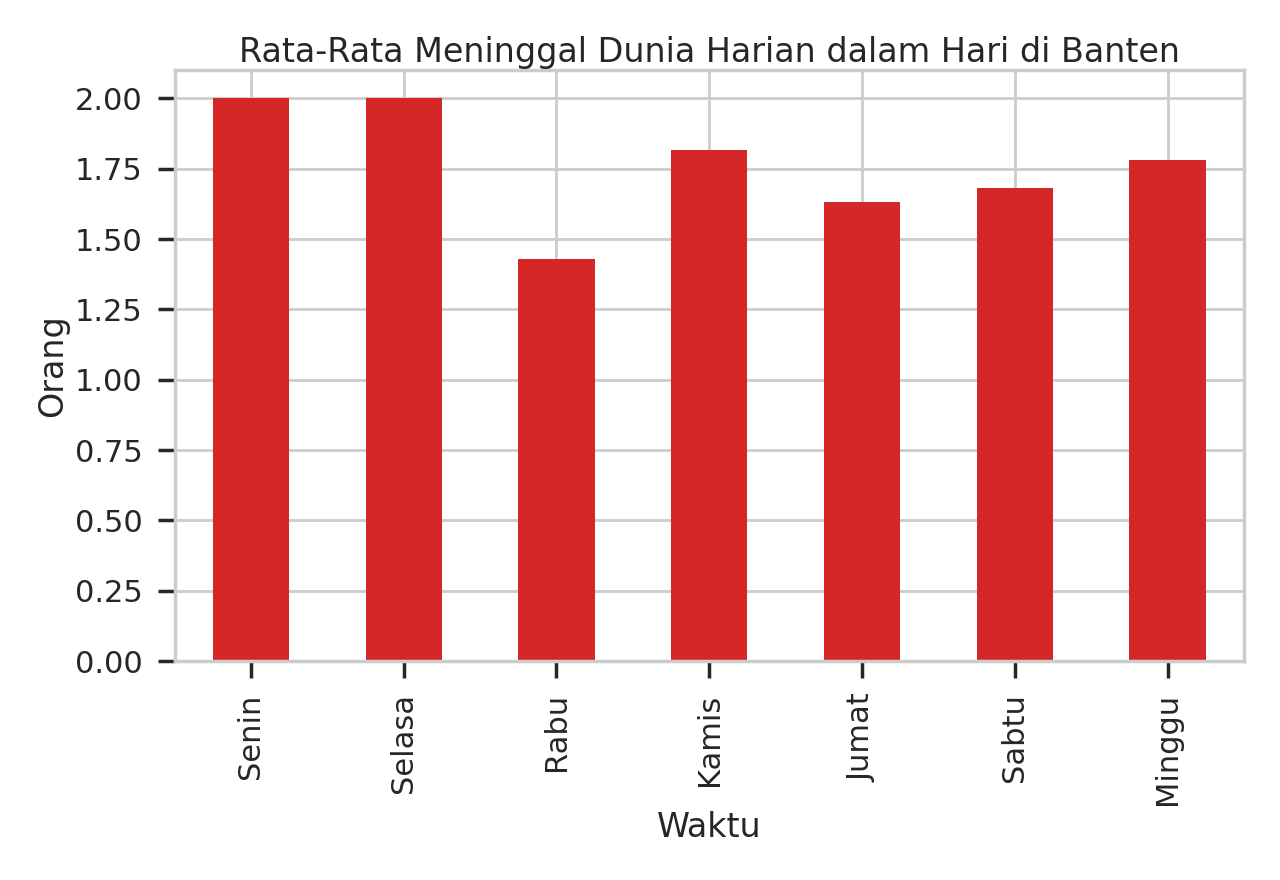 Rata-Rata Meninggal Dunia Harian dalam Hari di Banten
2.00
1.75
1.50
1.25
1.00
0.75
0.50
0.25
0.00
Orang
Senin
Selasa
Rabu
Kamis
Jumat
Sabtu
Minggu
Waktu